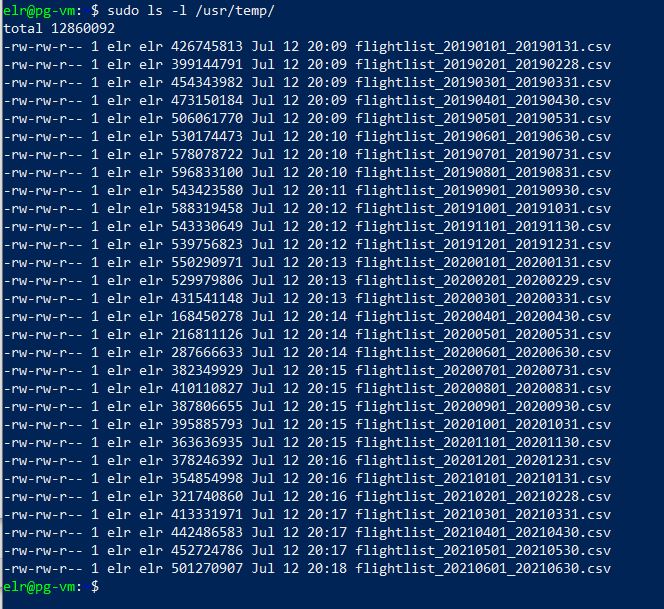 elr@pg-vm: $ sudo ls -l /usr/temp/
total 12860092
-rw-rw-r-- 1 elr elr 426745813 Jul 12 20:09 flightlist_20190101_20190131.csv
-rw-rw-r-- 1 elr elr 399144791 Jul 12 20:09 flightlist_20190201_20190228.csv
-rw-rw-r-- 1 elr elr 454343982 Jul 12 20:09 flightlist_20190301_20190331.csv
-rw-rw-r-- 1 elr elr 473150184 Jul 12 20:09 flightlist_20190401_20190430.csv
-rw-rw-r-- 1 elr elr 506061770 Jul 12 20:09 flightlist_20190501_20190531.csv
-rw-rw-r-- 1 elr elr 530174473 Jul 12 20:10 flightlist_20190601_20190630.csv
-rw-rw-r-- 1 elr elr 578078722 Jul 12 20:10 flightlist_20190701_20190731.csv
-rw-rw-r-- 1 elr elr 596833100 Jul 12 20:10 flightlist_20190801_20190831.csv
-rw-rw-r-- 1 elr elr 543423580 Jul 12 20:11 flightlist_20190901_20190930.csv
-rw-rw-r-- 1 elr elr 588319458 Jul 12 20:12 flightlist_20191001_20191031.csv
-rw-rw-r-- 1 elr elr 543330649 Jul 12 20:12 flightlist_20191101_20191130.csv
-rw-rw-r-- 1 elr elr 539756823 Jul 12 20:12 flightlist_20191201_20191231.csv
-rw-rw-r-- 1 elr elr 550290971 Jul 12 20:13 flightlist_20200101_20200131.csv
-rw-rw-r-- 1 elr elr 529979806 Jul 12 20:13 flightlist_20200201_20200229.csv
-rw-rw-r-- 1 elr elr 431541148 Jul 12 20:13 flightlist_20200301_20200331.csv
-rw-rw-r-- 1 elr elr 168450278 Jul 12 20:14 flightlist_20200401_20200430.csv
-rw-rw-r-- 1 elr elr 216811126 Jul 12 20:14 flightlist_20200501_20200531.csv
-rw-rw-r-- 1 elr elr 287666633 Jul 12 20:14 flightlist_20200601_20200630.csv
-rw-rw-r-- 1 elr elr 382349929 Jul 12 20:15 flightlist_20200701_20200731.csv
-rw-rw-r-- 1 elr elr 410110827 Jul 12 20:15 flightlist_20200801_20200831.csv
-rw-rw-r-- 1 elr elr 387806655 Jul 12 20:15 flightlist_20200901_20200930.csv
-rw-rw-r-- 1 elr elr 395885793 Jul 12 20:15 flightlist_20201001_20201031.csv
-rw-rw-r-- 1 elr elr 363636935 Jul 12 20:15 flightlist_20201101_20201130.csv
-rw-rw-r-- 1 elr elr 378246392 Jul 12 20:16 flightlist_20201201_20201231.csv
-rw-rw-r-- 1 elr elr 354854998 Jul 12 20:16 flightlist_20210101_20210131.csv
-rw-rw-r-- 1 elr elr 321740860 Jul 12 20:16 flightlist_20210201_20210228.csv
-rw-rw-r-- 1 elr elr 413331971 Jul 12 20:17 flightlist_20210301_20210331.csv
-rw-rw-r-- 1 elr elr 442486583 Jul 12 20:17 flightlist_20210401_20210430.csv
-rw-rw-r-- 1 elr elr 452724786 Jul 12 20:17 flightlist_20210501_20210530.csv
-rw-rw-r-- 1 elr elr 501270907 Jul 12 20:18 flightlist_20210601_20210630.csv
elr@pg-vm: $